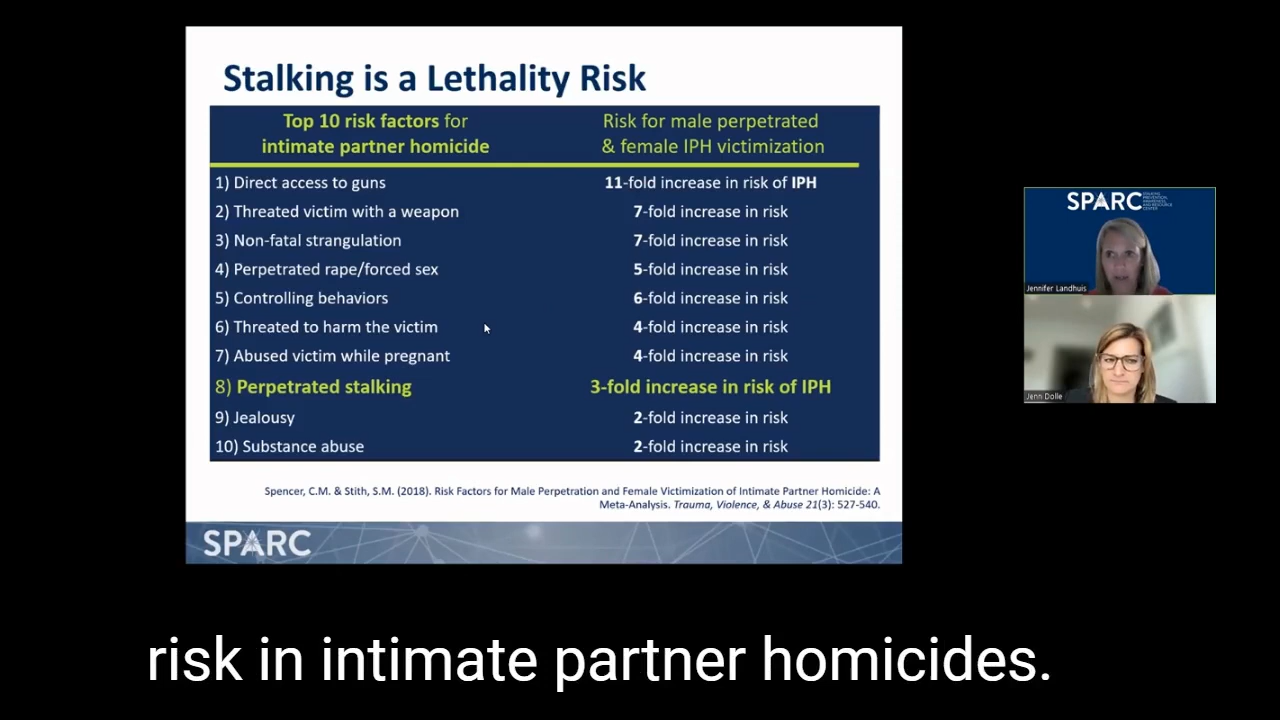 Stalking is a Lethality Risk
Top 10 risk factors for
intimate partner homicide
Risk for male perpetrated
& female IPH victimization
1) Direct access to guns
11-fold increase in risk of IPH
2) Threated victim with a weapon
7-fold increase in risk
3) Non-fatal strangulation
7-fold increase in risk
4) Perpetrated rape/forced sex
5-fold increase in risk
5) Controlling behaviors
6-fold increase in risk
6) Threated to harm the victim
4-fold increase in risk
7) Abused victim while pregnant
4-fold increase in risk
8) Perpetrated stalking
3-fold increase in risk of IPH
9) Jealousy
2-fold increase in risk
10) Substance abuse
2-fold increase in risk
Spencer, C.M. & Stith, S.M. (2018). Risk Factors for Male Perpetration and Female Victimization of Intimate Partner Homicide: A
Meta-Analysis. Trauma, Violence, & Abuse 21(3): 527-540.
SPARC
SPARC
Jennifer Landhuis
Jenn Dolle
risk in intimate partner homicides.